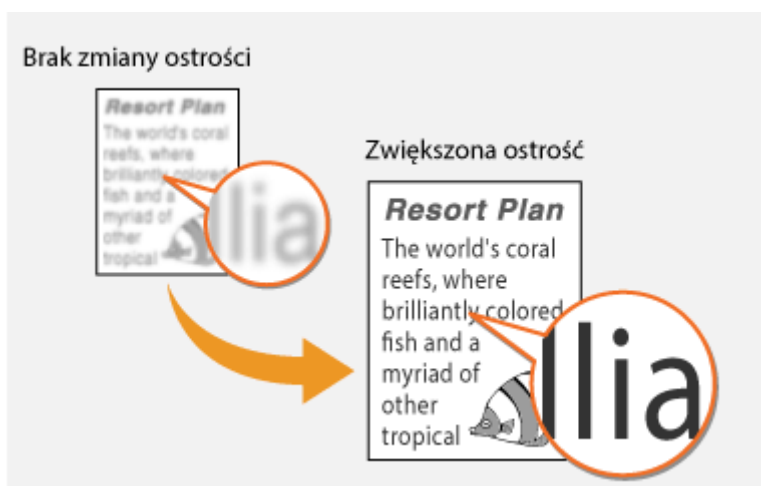 Brak zmiany ostrości
Resort Plan
The world's coral
reefs, where
brilliantly colored
fish and a
myriad of
other
tropical
lia
Zwiększona ostrość
Resort Plan
The world's coral
reefs, where
brilliantly colored
fish and a
myriad of
other
tropical
llia